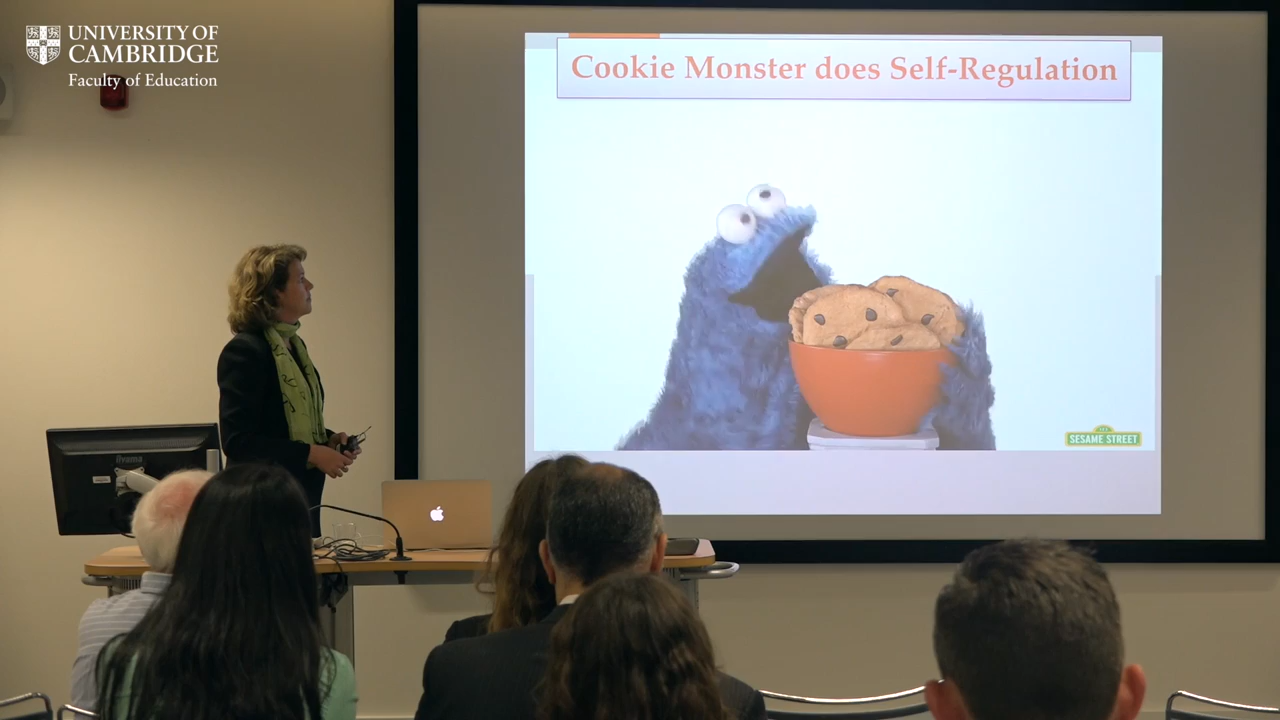 UNIVERSITY OF
CAMBRIDGE
Faculty of Education
Cookie Monster does Self-Regulation
SESAME STREET
iiyama